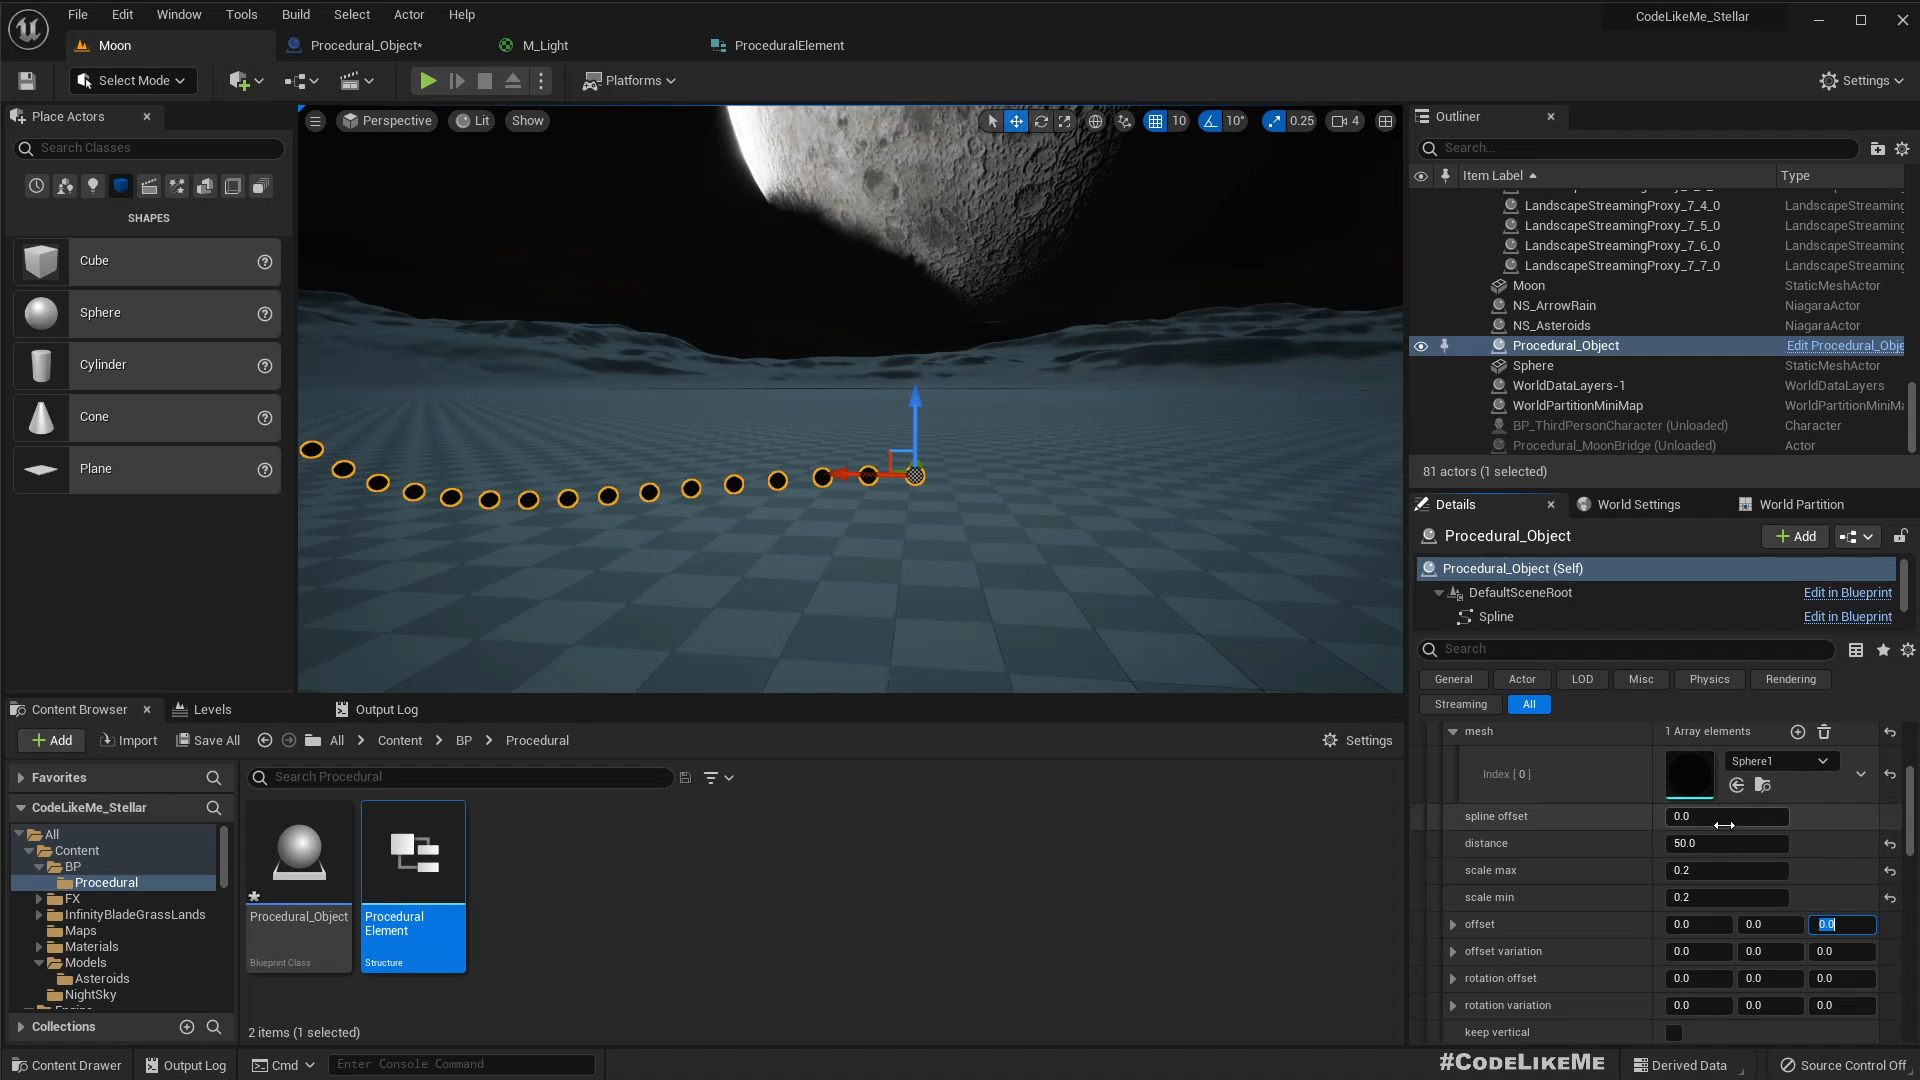 File Edit Window Tools Build Select Actor Help
CodeLikeMe_Stellar
Moon
Procedural_Object*
M_Light
ProceduralElement
Select Mode
Platforms
Settings
Place Actors
Search Classes
SHAPES
Cube
Sphere
Cylinder
Cone
Plane
Perspective Lit Show
10 10° 0.25 4
Outliner
Search...
Item Label Type
LandscapeStreamingProxy_7_4_0 LandscapeStreaming
LandscapeStreamingProxy_7_5_0 LandscapeStreaming
LandscapeStreamingProxy_7_6_0 LandscapeStreaming
LandscapeStreamingProxy_7_7_0 LandscapeStreaming
Moon StaticMeshActor
NS_ArrowRain NiagaraActor
NS_Asteroids NiagaraActor
Procedural_Object Edit Procedural_Obje
Sphere StaticMeshActor
WorldDataLayers-1 WorldDataLayers
WorldPartitionMiniMap WorldPartitionMiniMa
BP_ThirdPersonCharacter (Unloaded) Character
Procedural_MoonBridge (Unloaded) Actor
81 actors (1 selected)
Details World Settings World Partition
Procedural_Object
Add
Procedural_Object (Self)
DefaultSceneRoot Edit in Blueprint
Spline Edit in Blueprint
Search
General Actor LOD Misc Physics Rendering
Streaming All
mesh 1 Array elements
Index [ 0 ] Sphere1
spline offset 0.0
distance 50.0
scale max 0.2
scale min 0.2
offset 0.0 0.0 0.0
offset variation 0.0 0.0 0.0
rotation offset 0.0 0.0 0.0
rotation variation 0.0 0.0 0.0
keep vertical
Content Browser Levels Output Log
Add Import Save All All Content BP Procedural Settings
Favorites
Search Procedural
CodeLikeMe_Stellar
All
Content
BP
Procedural
FX
InfinityBladeGrassLands
Maps
Materials
Models
Asteroids
NightSky
Collections
Procedural_Object
Blueprint Class
Procedural
Element
Structure
2 items (1 selected)
Content Drawer Output Log Cmd Enter Console Command
#CODELIKEME
Derived Data Source Control Off